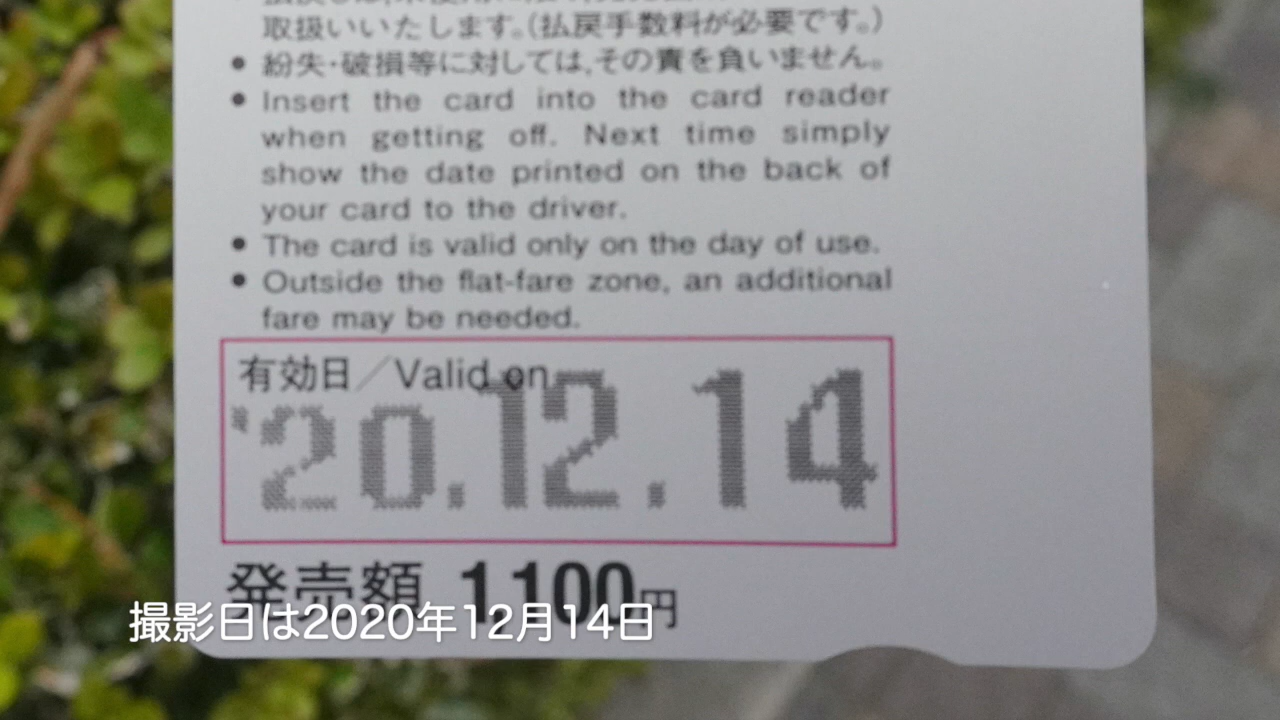 取扱いいたします。(払戻手数料が必要です。)
● 紛失・破損等に対しては、その責を負いません。
● Insert the card into the card reader
when getting off. Next time simply
show the date printed on the back of
your card to the driver.
● The card is valid only on the day of use.
● Outside the flat-fare zone, an additional
fare may be needed.
有効日／Valid on
'20.12.14
発売額 1,100円
撮影日は2020年12月14日